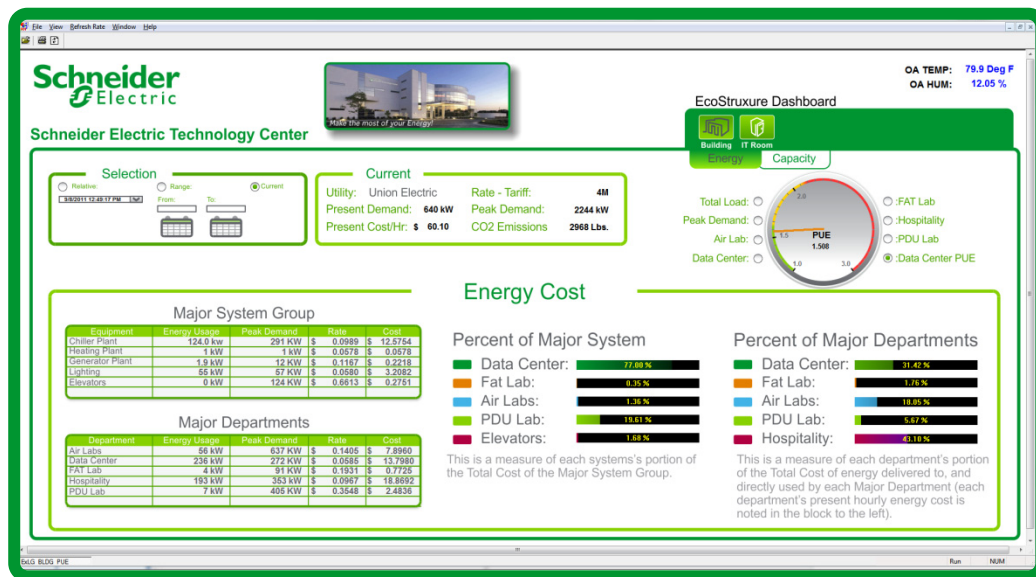 File View Refresh Rate Window Help
Schneider
Electric
Make the most of your Energy!
OA TEMP: 79.9 Deg F
OA HUM: 12.05 %
EcoStruxure Dashboard
Schneider Electric Technology Center
Building IT Room
Energy Capacity
Selection
Relative: Range: Current
9/8/2011 12:49:17 PM
From: To:
Current
Utility: Union Electric Rate - Tariff: 4M
Present Demand: 640 kW Peak Demand: 2244 kW
Present Cost/Hr: $ 60.10 CO2 Emissions 2968 Lbs.
Total Load: :FAT Lab
Peak Demand: :Hospitality
Air Lab: :PDU Lab
Data Center: :Data Center PUE
2.0
1.5 PUE
1.508
1.0 3.0
Energy Cost
Major System Group
Equipment Energy Usage Peak Demand Rate Cost
Chiller Plant 124.0 kw 291 KW $ 0.0989 $ 12.5754
Heating Plant 1 kW 1 kW $ 0.0578 $ 0.0578
Generator Plant 1.9 kW 12 KW $ 0.1167 $ 0.2218
Lighting 55 kW 57 KW $ 0.0580 $ 3.2082
Elevators 0 kW 124 KW $ 0.6613 $ 0.2751
Major Departments
Department Energy Usage Peak Demand Rate Cost
Air Labs 56 kW 637 KW $ 0.1405 $ 7.8960
Data Center 236 kW 272 KW $ 0.0585 $ 13.7980
FAT Lab 4 kW 91 KW $ 0.1931 $ 0.7725
Hospitality 193 kW 353 kW $ 0.0967 $ 18.8692
PDU Lab 7 kW 405 KW $ 0.3548 $ 2.4836
Percent of Major System
Data Center: 77.00 %
Fat Lab: 0.35 %
Air Labs: 1.36 %
PDU Lab: 19.61 %
Elevators: 1.68 %
This is a measure of each systems's portion of
the Total Cost of the Major System Group.
Percent of Major Departments
Data Center: 31.42 %
Fat Lab: 1.76 %
Air Labs: 18.05 %
PDU Lab: 5.67 %
Hospitality: 43.10 %
This is a measure of each department's portion
of the Total Cost of energy delivered to, and
directly used by each Major Department (each
department's present hourly energy cost is
noted in the block to the left).
ExLG BLDG PUE Run NUM